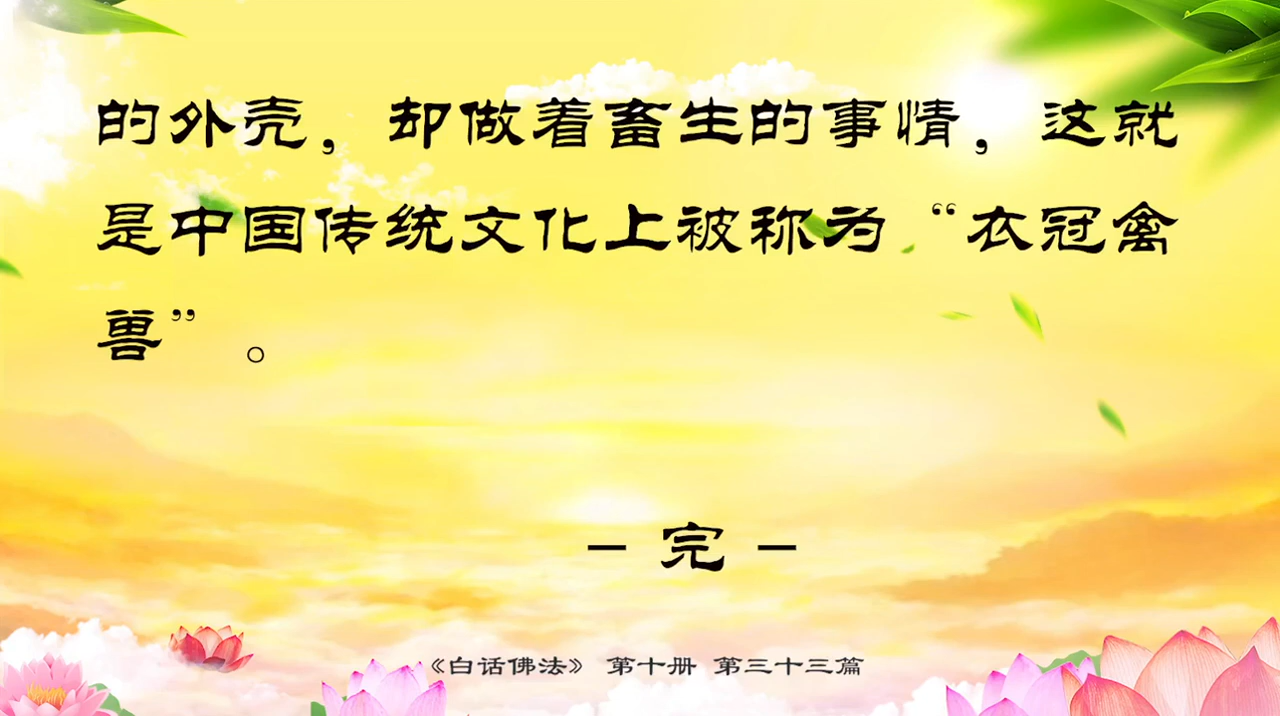 的外壳，却做着畜生的事情，这就
是中国传统文化上被称为“衣冠禽
兽”。
– 完 –
《白话佛法》 第十册 第三十三篇